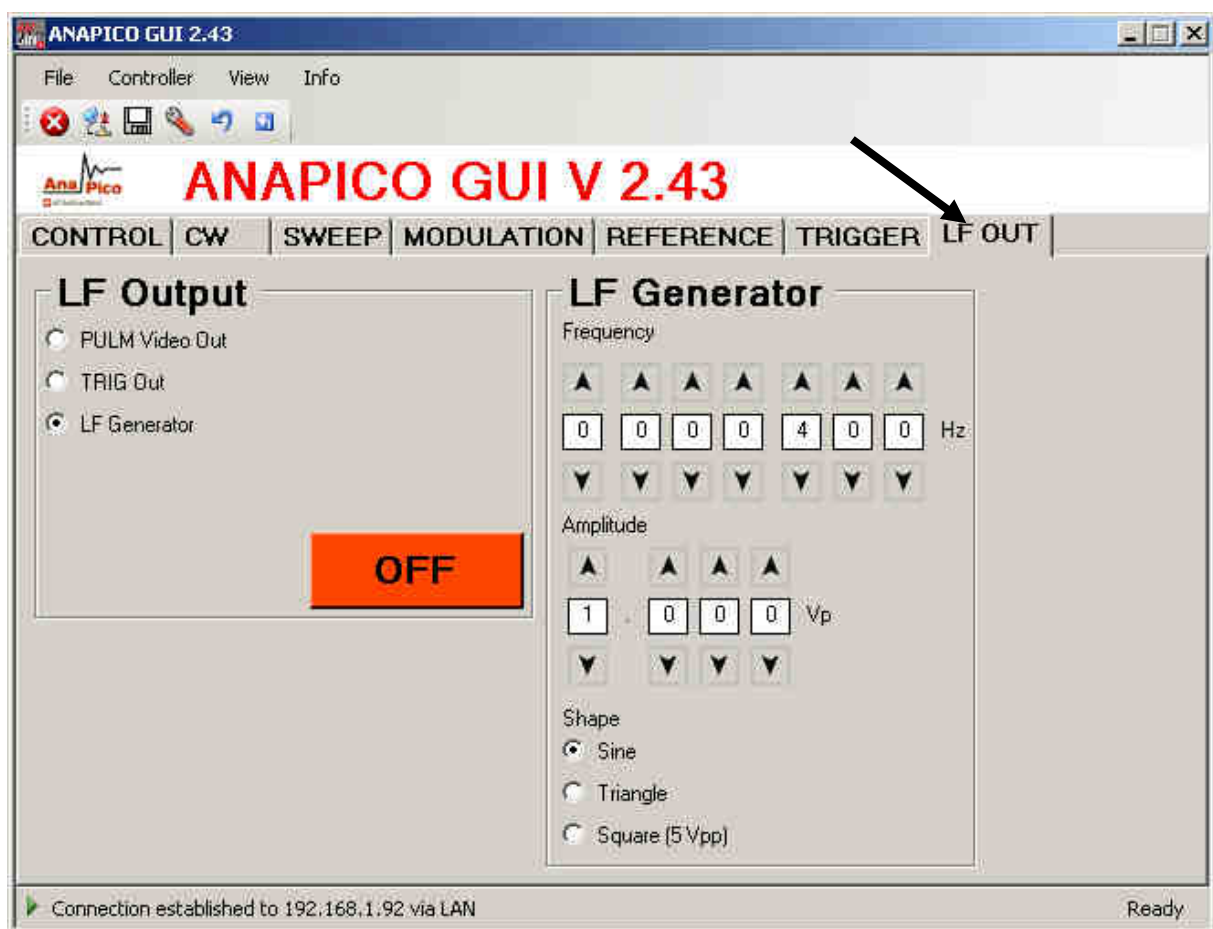 ANAPICO GUI 2.43
File Controller View Info
Ana Pico
ANAPICO GUI V 2.43
CONTROL CW SWEEP MODULATION REFERENCE TRIGGER LF OUT
LF Output
PULM Video Out
TRIG Out
LF Generator
OFF
LF Generator
Frequency
0 0 0 0 4 0 0 Hz
Amplitude
1 . 0 0 0 Vp
Shape
Sine
Triangle
Square (5 Vpp)
Connection established to 192.168.1.92 via LAN Ready